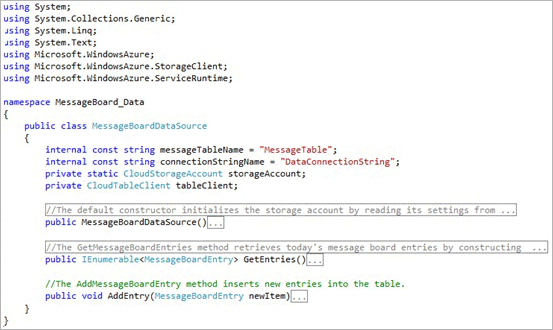 using System;
using System.Collections.Generic;
using System.Linq;
using System.Text;
using Microsoft.WindowsAzure;
using Microsoft.WindowsAzure.StorageClient;
using Microsoft.WindowsAzure.ServiceRuntime;
namespace MessageBoard_Data
{
public class MessageBoardDataSource
{
internal const string messageTableName = "MessageTable";
internal const string connectionStringName = "DataConnectionString";
private static CloudStorageAccount storageAccount;
private CloudTableClient tableClient;
//The default constructor initializes the storage account by reading its settings from ...
public MessageBoardDataSource()...
//The GetMessageBoardEntries method retrieves today's message board entries by constructing ...
public IEnumerable<MessageBoardEntry> GetEntries()...
//The AddMessageBoardEntry method inserts new entries into the table.
public void AddEntry(MessageBoardEntry newItem)...
}
}